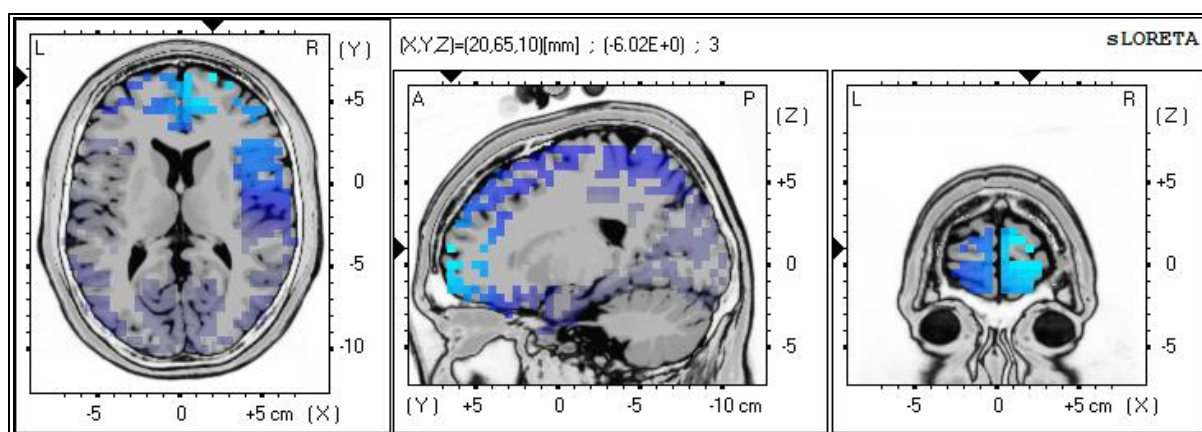 (X,Y,Z)=(20,65,10)[mm] ; (-6.02E+0) ; 3
sLORETA
L R (Y)
+5
0
-5
-10
-5 0 +5 cm (X)
A P (Z)
+5
0
-5
(Y) +5 0 -5 -10 cm
L R (Z)
+5
0
-5
-5 0 +5 cm (X)